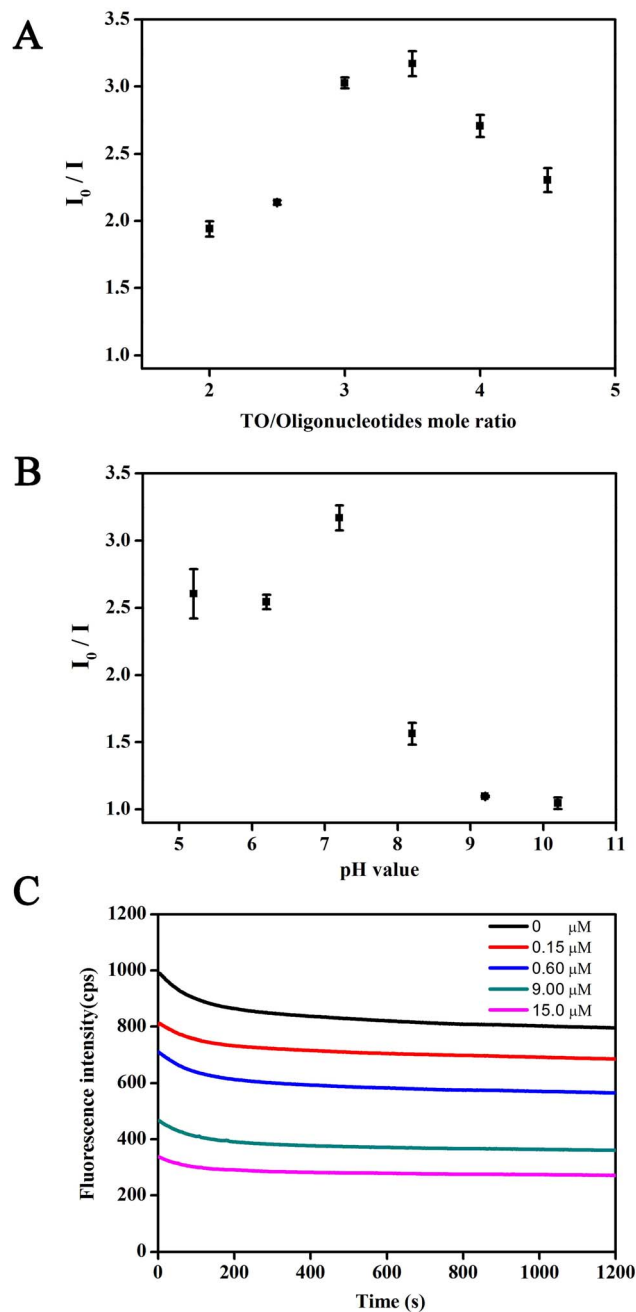 A
3.5
3.0
2.5
2.0
1.5
1.0
I0 / I
2 3 4 5
TO/Oligonucleotides mole ratio
B
3.5
3.0
2.5
2.0
1.5
1.0
I0 / I
5 6 7 8 9 10 11
pH value
C
1200
1000
800
600
400
200
0
Fluorescence intensity(cps)
0 μM
0.15 μM
0.60 μM
9.00 μM
15.0 μM
0 200 400 600 800 1000 1200
Time (s)